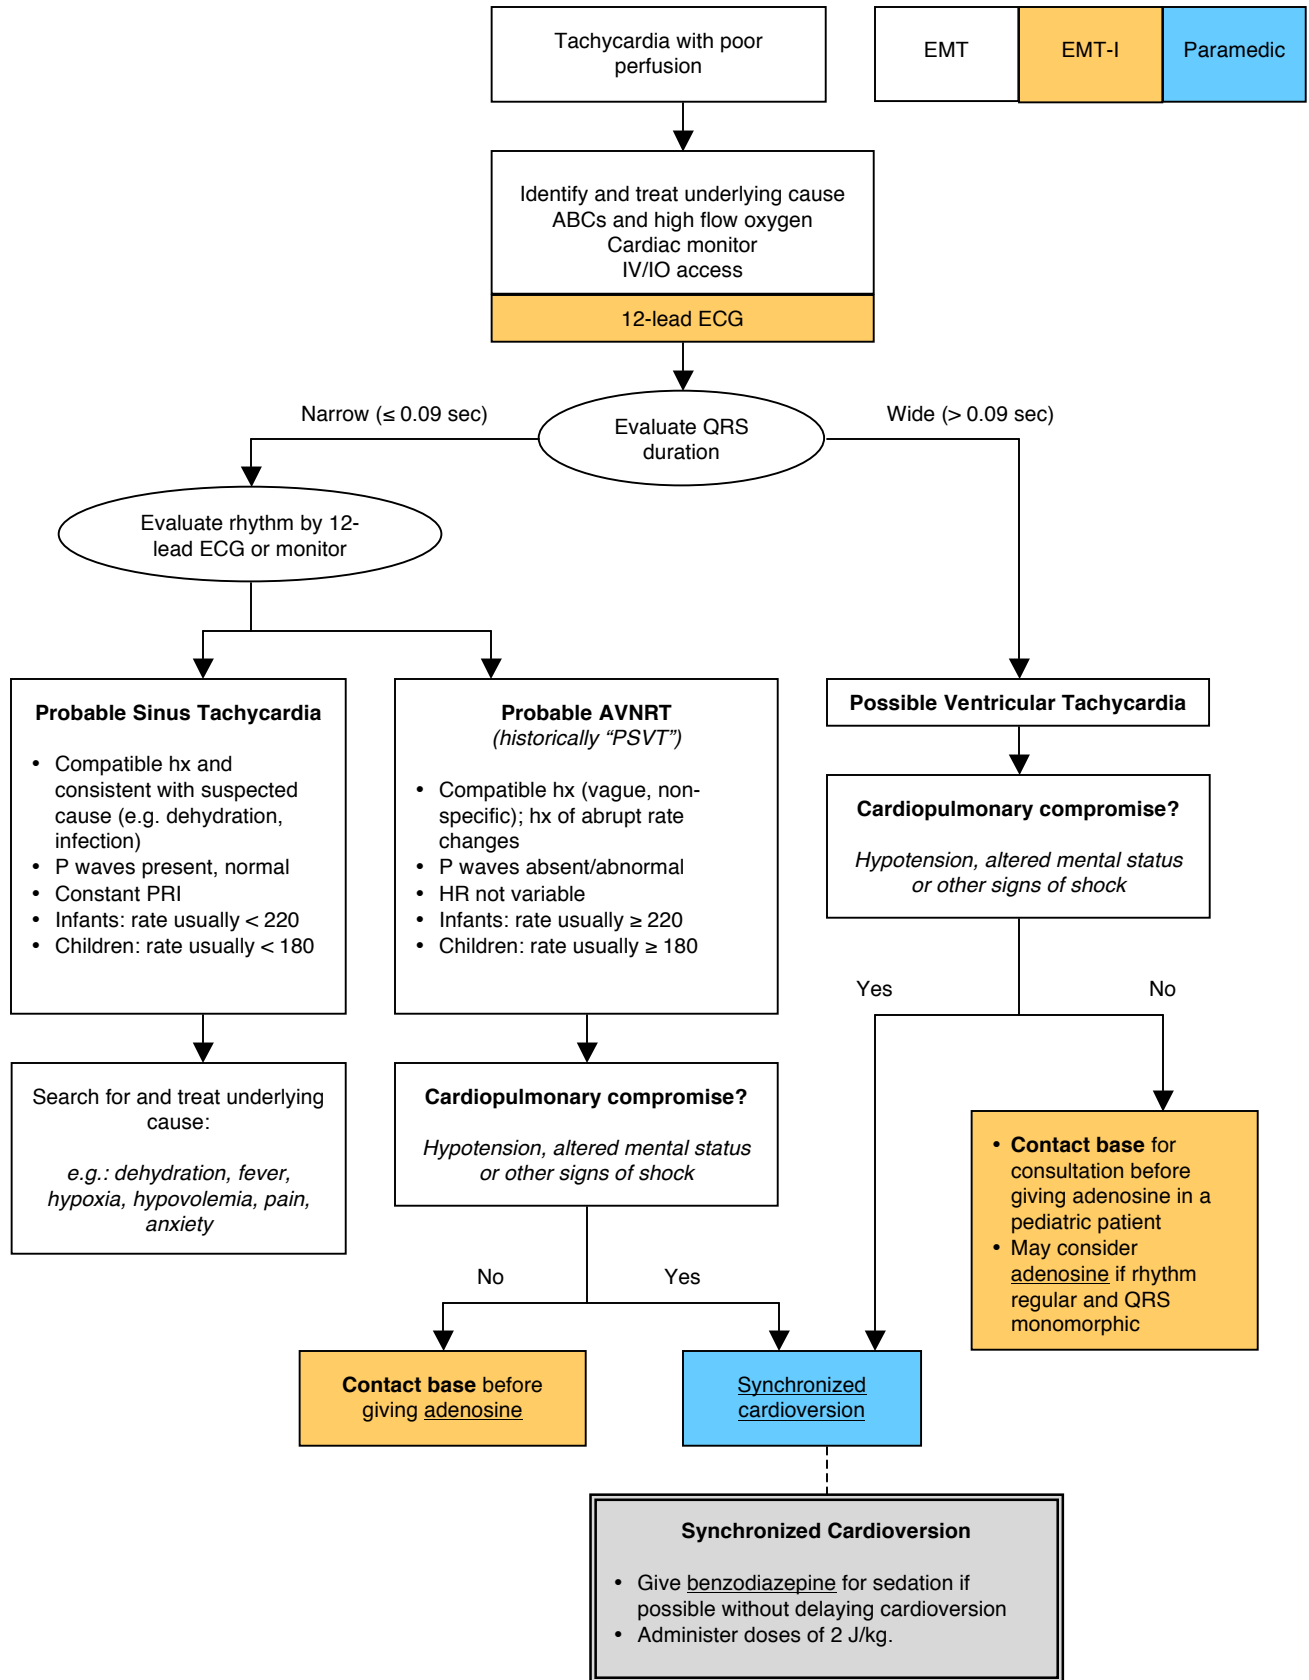 Tachycardia with poor
perfusion
EMT
EMT-I
Paramedic
Identify and treat underlying cause
ABCs and high flow oxygen
Cardiac monitor
IV/IO access
12-lead ECG
Narrow (≤ 0.09 sec)
Evaluate QRS
duration
Wide (> 0.09 sec)
Evaluate rhythm by 12-
lead ECG or monitor
Probable Sinus Tachycardia
• Compatible hx and
consistent with suspected
cause (e.g. dehydration,
infection)
• P waves present, normal
• Constant PRI
• Infants: rate usually < 220
• Children: rate usually < 180
Probable AVNRT
(historically “PSVT”)
• Compatible hx (vague, non-
specific); hx of abrupt rate
changes
• P waves absent/abnormal
• HR not variable
• Infants: rate usually ≥ 220
• Children: rate usually ≥ 180
Possible Ventricular Tachycardia
Cardiopulmonary compromise?
Hypotension, altered mental status
or other signs of shock
Yes
No
Search for and treat underlying
cause:
e.g.: dehydration, fever,
hypoxia, hypovolemia, pain,
anxiety
Cardiopulmonary compromise?
Hypotension, altered mental status
or other signs of shock
• Contact base for
consultation before
giving adenosine in a
pediatric patient
• May consider
adenosine if rhythm
regular and QRS
monomorphic
No
Yes
Contact base before
giving adenosine
Synchronized
cardioversion
Synchronized Cardioversion
• Give benzodiazepine for sedation if
possible without delaying cardioversion
• Administer doses of 2 J/kg.